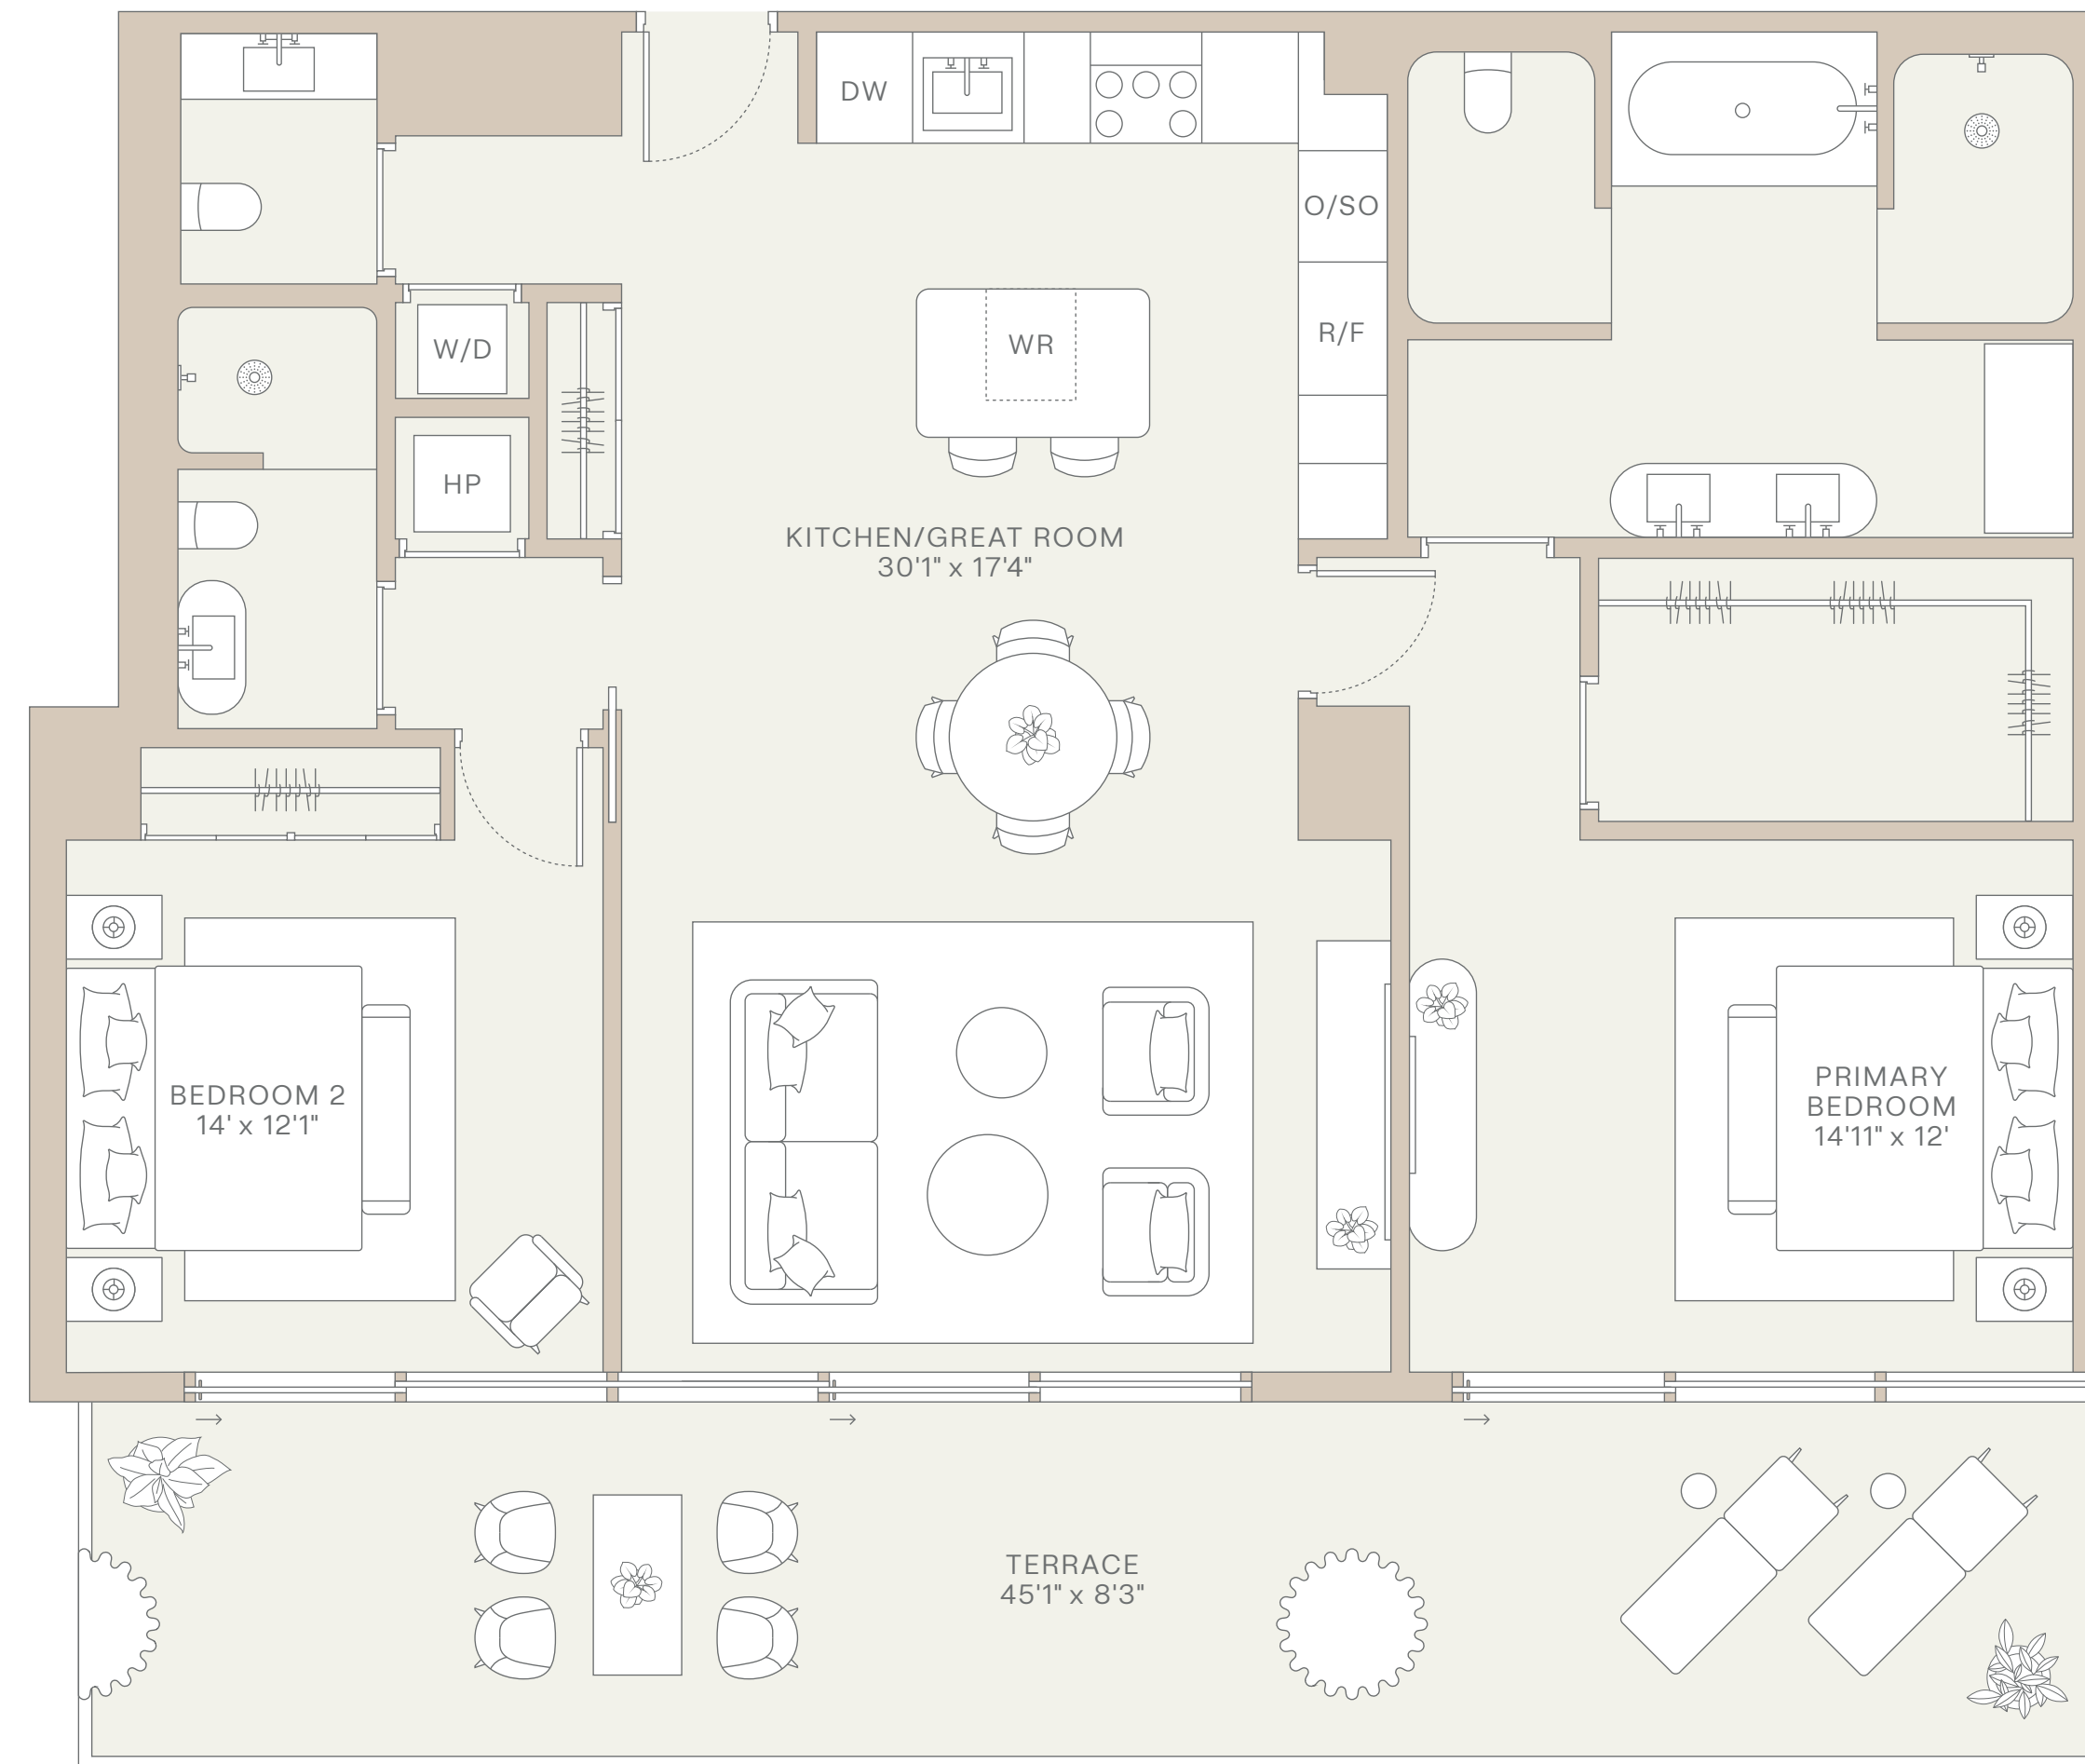 DW
O/SO
R/F
WR
W/D
HP
KITCHEN/GREAT ROOM
30'1" x 17'4"
BEDROOM 2
14' x 12'1"
PRIMARY
BEDROOM
14'11" x 12'
TERRACE
45'1" x 8'3"